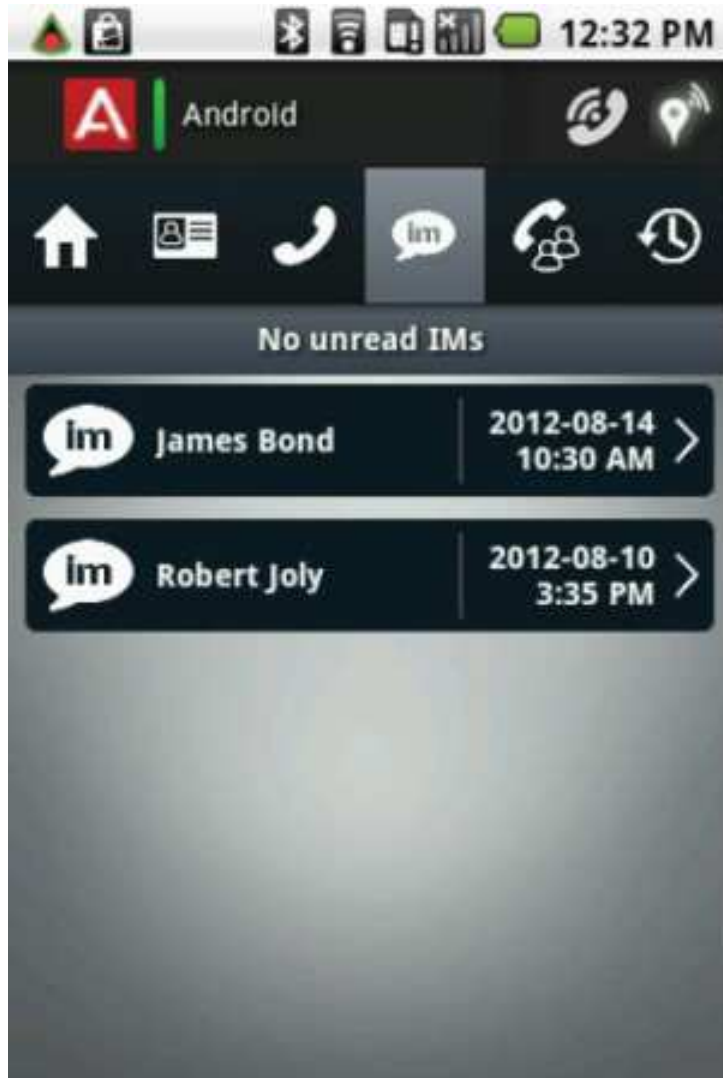 12:32 PM
Android
im
No unread IMs
im James Bond 2012-08-14
10:30 AM
im Robert Joly 2012-08-10
3:35 PM